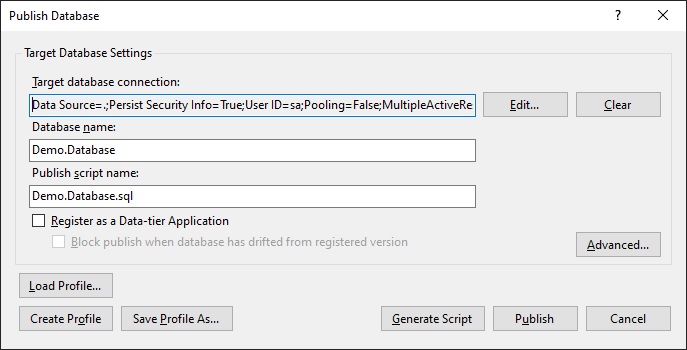 Publish Database
?
Target Database Settings
Target database connection:
Data Source=.;Persist Security Info=True;User ID=sa;Pooling=False;MultipleActiveRe
Edit...
Clear
Database name:
Demo.Database
Publish script name:
Demo.Database.sql
Register as a Data-tier Application
Block publish when database has drifted from registered version
Advanced...
Load Profile...
Create Profile
Save Profile As...
Generate Script
Publish
Cancel